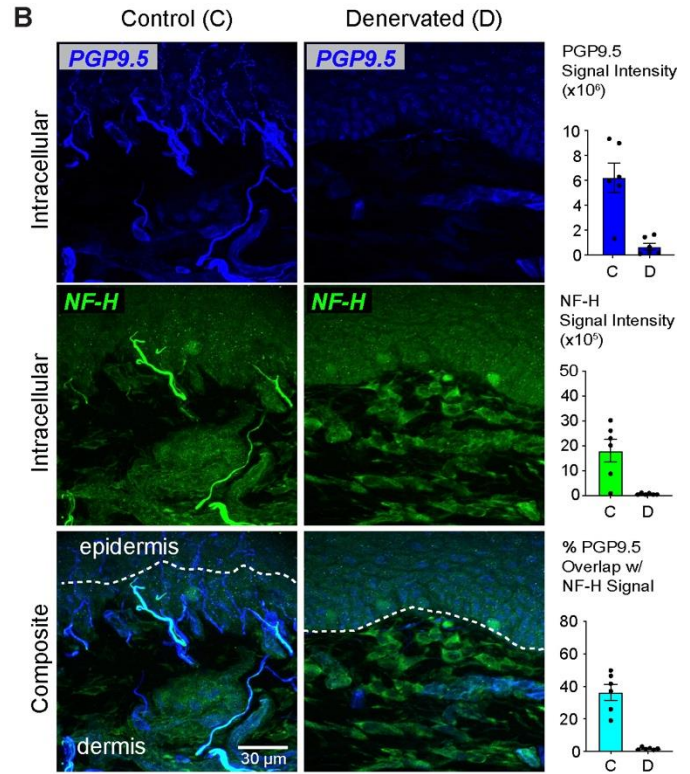 B
Control (C)
Denervated (D)
Intracellular
PGP9.5
PGP9.5
PGP9.5
Signal Intensity
(x10⁶)
10
8
6
4
2
0
C D
Intracellular
NF-H
NF-H
NF-H
Signal Intensity
(x10⁵)
50
40
30
20
10
0
C D
Composite
epidermis
dermis
30 µm
% PGP9.5
Overlap w/
NF-H Signal
80
60
40
20
0
C D